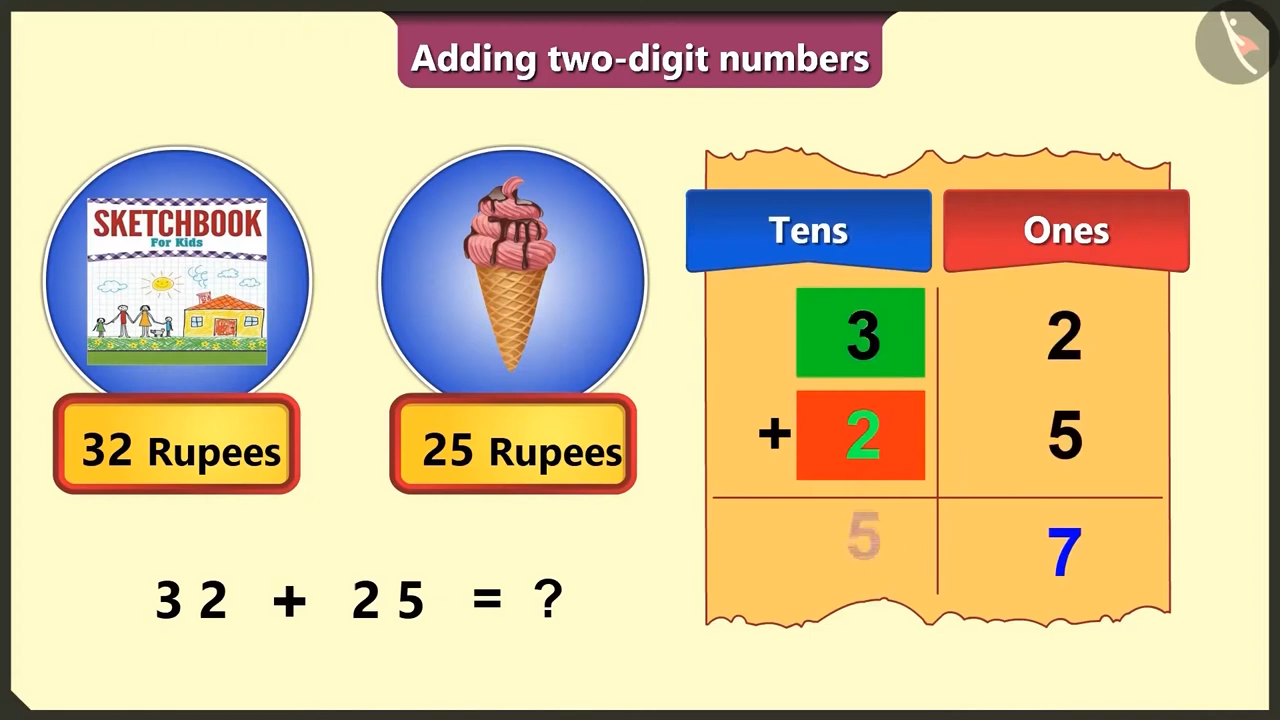 Adding two-digit numbers
SKETCHBOOK
For Kids
32 Rupees
25 Rupees
3 2 + 2 5 = ?
Tens Ones
3 2
+ 2 5
5 7